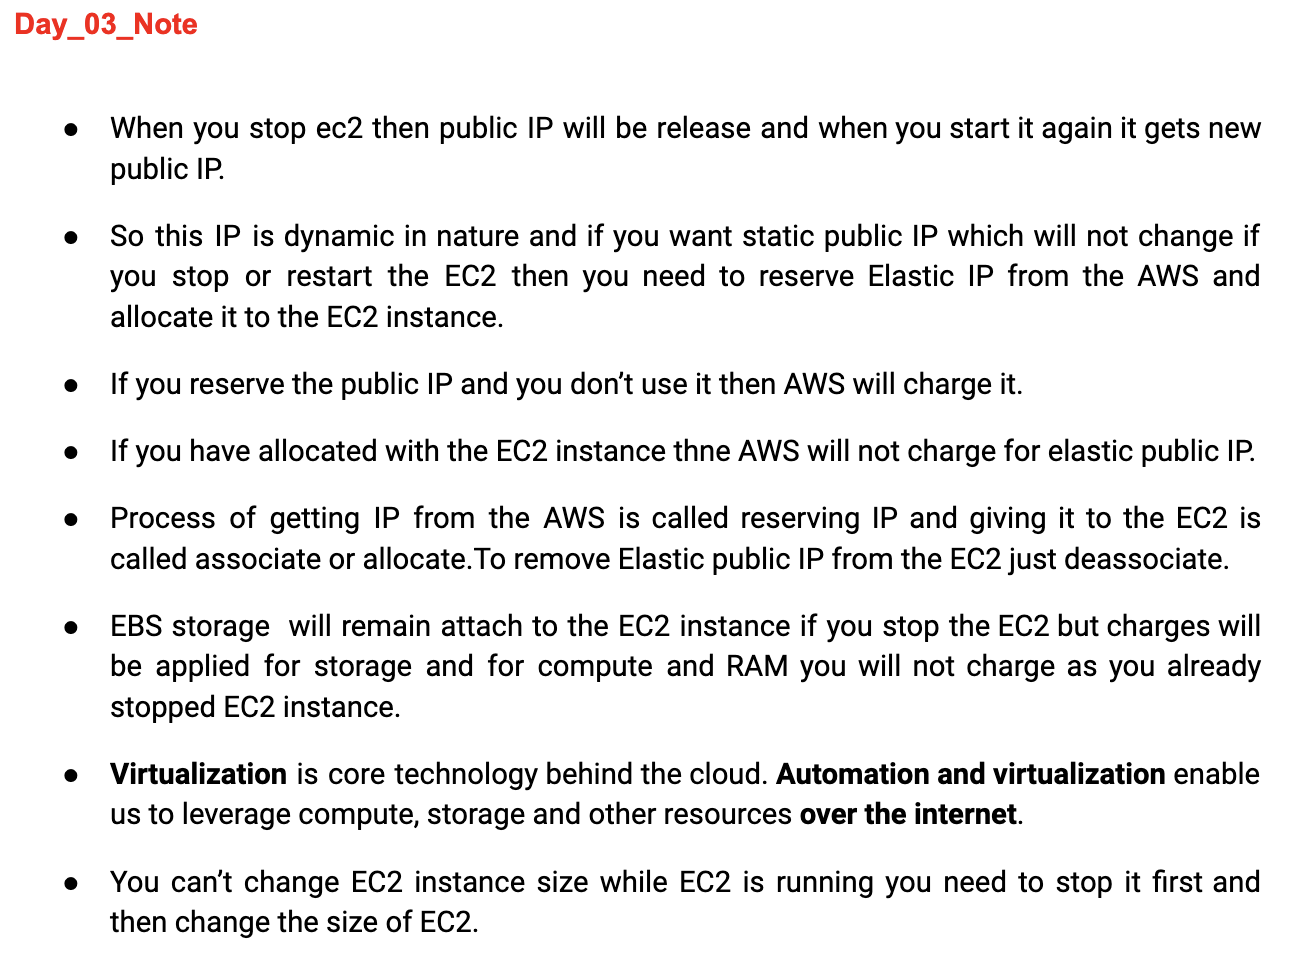 Day_03_Note
● When you stop ec2 then public IP will be release and when you start it again it gets new
public IP.
● So this IP is dynamic in nature and if you want static public IP which will not change if
you stop or restart the EC2 then you need to reserve Elastic IP from the AWS and
allocate it to the EC2 instance.
● If you reserve the public IP and you don’t use it then AWS will charge it.
● If you have allocated with the EC2 instance thne AWS will not charge for elastic public IP.
● Process of getting IP from the AWS is called reserving IP and giving it to the EC2 is
called associate or allocate.To remove Elastic public IP from the EC2 just deassociate.
● EBS storage  will remain attach to the EC2 instance if you stop the EC2 but charges will
be applied for storage and for compute and RAM you will not charge as you already
stopped EC2 instance.
● Virtualization is core technology behind the cloud. Automation and virtualization enable
us to leverage compute, storage and other resources over the internet.
● You can’t change EC2 instance size while EC2 is running you need to stop it first and
then change the size of EC2.